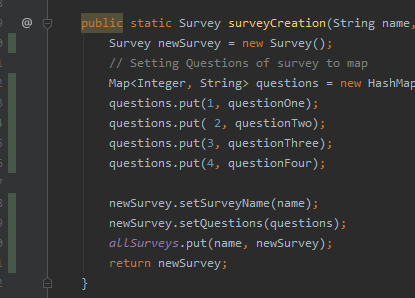 @
public static Survey surveyCreation(String name,
Survey newSurvey = new Survey();
// Setting Questions of survey to map
Map<Integer, String> questions = new HashMap
questions.put(1, questionOne);
questions.put( 2, questionTwo);
questions.put(3, questionThree);
questions.put(4, questionFour);
newSurvey.setSurveyName(name);
newSurvey.setQuestions(questions);
allSurveys.put(name, newSurvey);
return newSurvey;
}